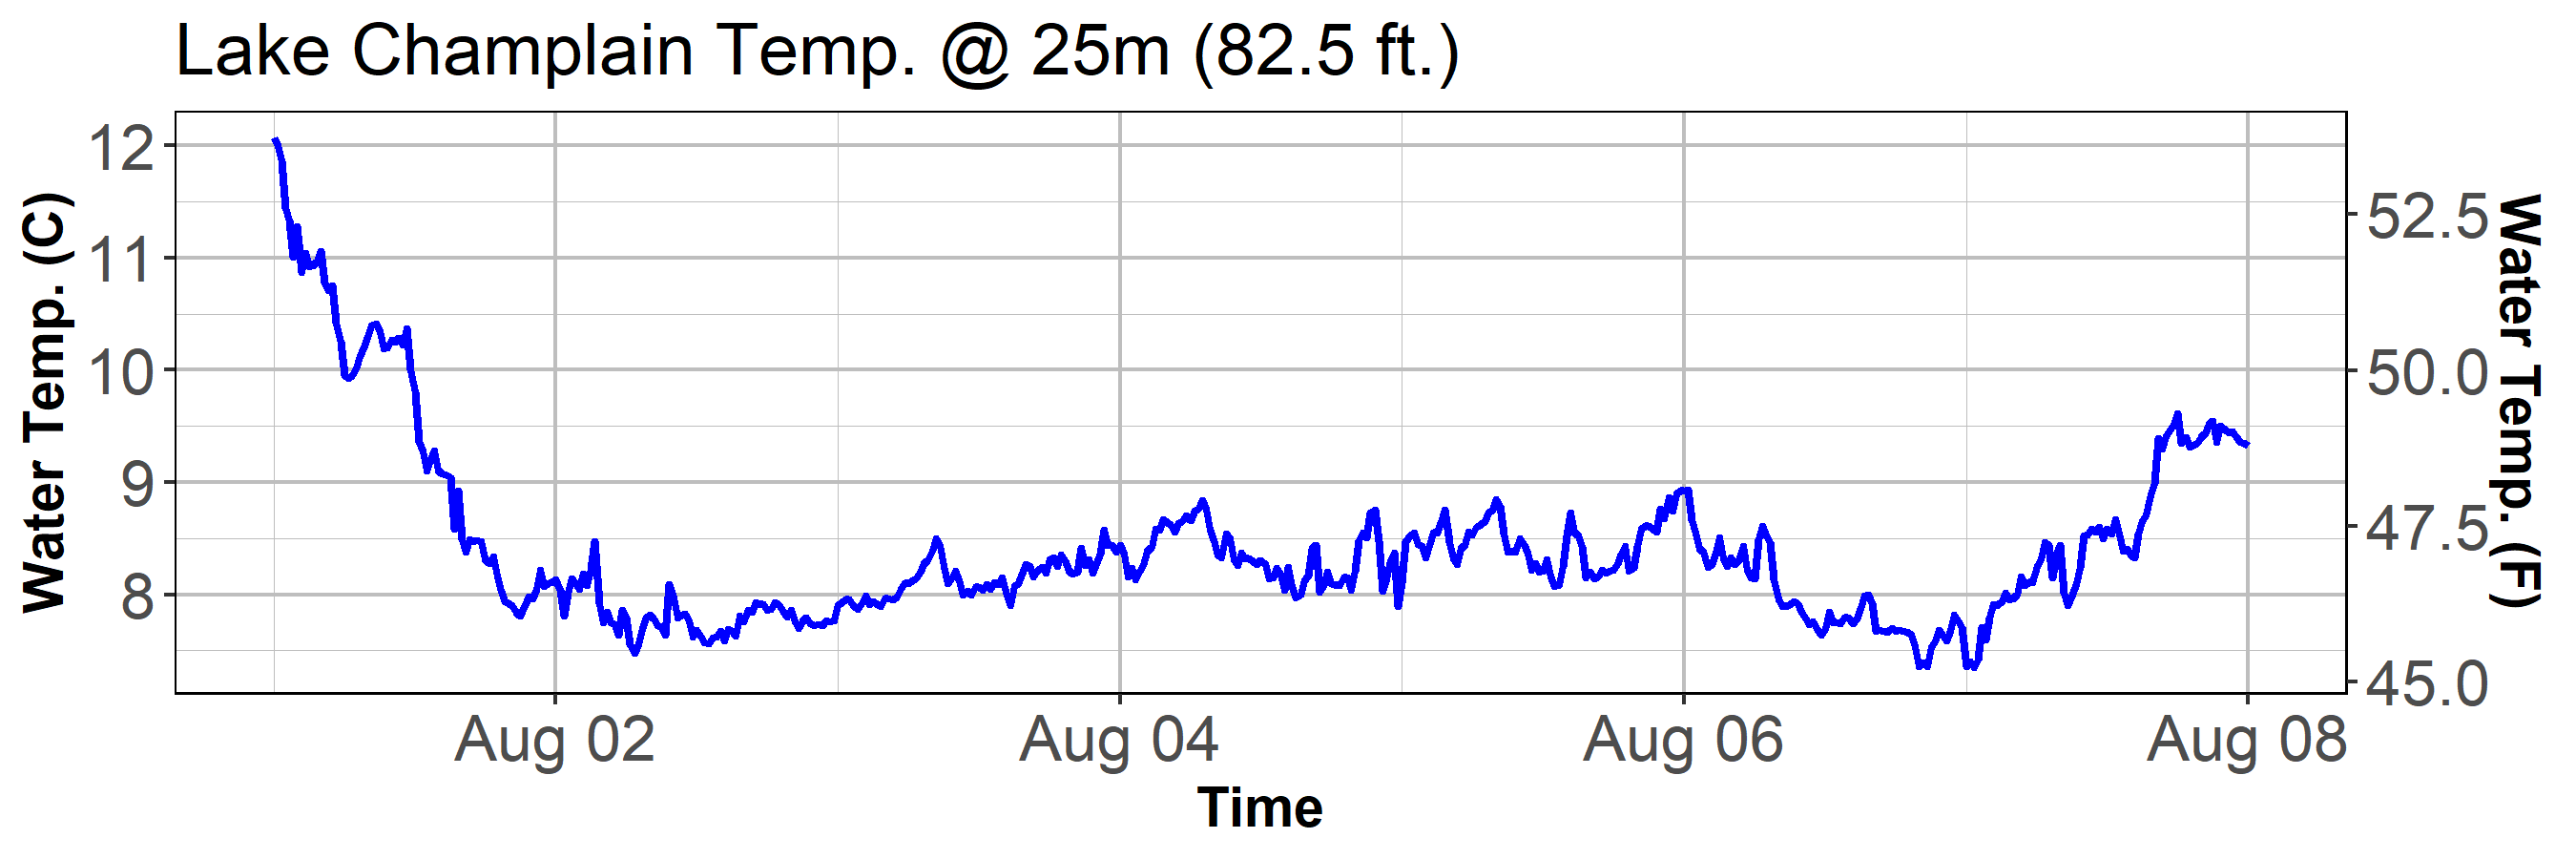 Lake Champlain Temp. @ 25m (82.5 ft.)
Water Temp. (C)
12
11
10
9
8
52.5
50.0
47.5
45.0
Water Temp. (F)
Aug 02 Aug 04 Aug 06 Aug 08
Time